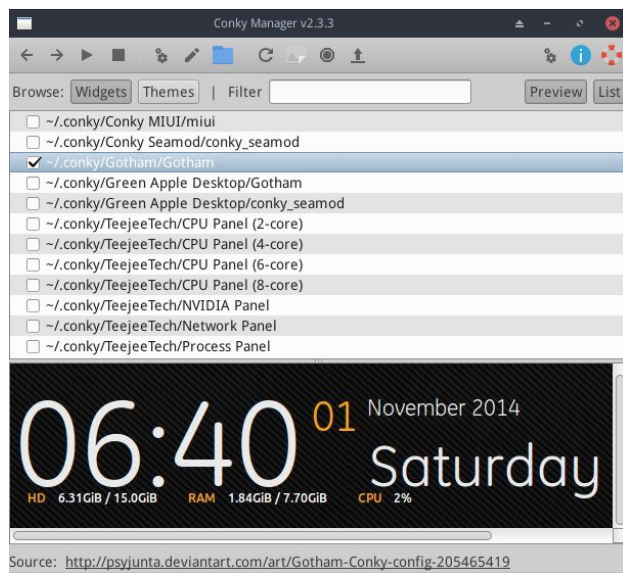 Conky Manager v2.3.3
Browse: Widgets Themes | Filter Preview List
~/.conky/Conky MIUI/miui
~/.conky/Conky Seamod/conky_seamod
~/.conky/Gotham/Gotham
~/.conky/Green Apple Desktop/Gotham
~/.conky/Green Apple Desktop/conky_seamod
~/.conky/TeejeeTech/CPU Panel (2-core)
~/.conky/TeejeeTech/CPU Panel (4-core)
~/.conky/TeejeeTech/CPU Panel (6-core)
~/.conky/TeejeeTech/CPU Panel (8-core)
~/.conky/TeejeeTech/NVIDIA Panel
~/.conky/TeejeeTech/Network Panel
~/.conky/TeejeeTech/Process Panel
06:40 01 November 2014
Saturday
HD 6.31GiB / 15.0GiB RAM 1.84GiB / 7.70GiB CPU 2%
Source: http://psyjunta.deviantart.com/art/Gotham-Conky-config-205465419